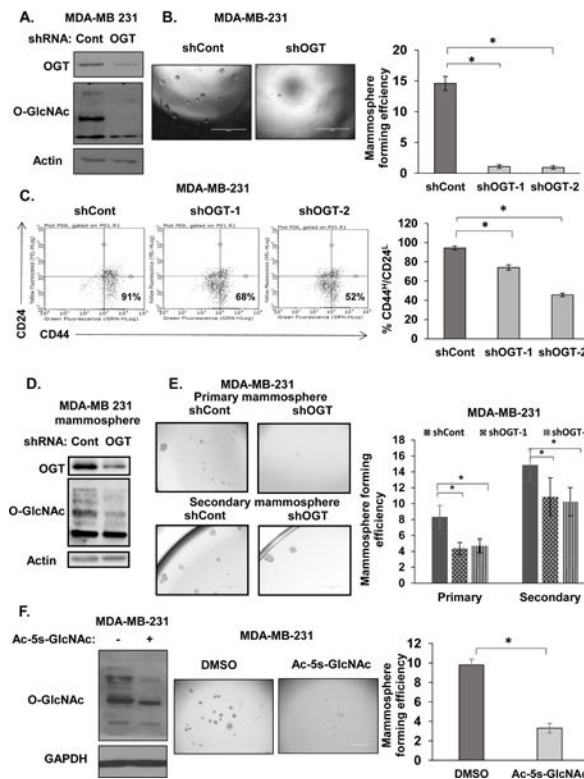 A. MDA-MB 231
shRNA: Cont OGT
OGT
O-GlcNAc
Actin
B. MDA-MB-231
shCont shOGT
Mammosphere forming efficiency
20
15
10
5
0
shCont shOGT-1 shOGT-2
* *
C. MDA-MB-231
shCont shOGT-1 shOGT-2
CD24
91% 68% 52%
CD44
% CD44ᴴ/CD24ᴸ
120
100
80
60
40
20
0
shCont shOGT-1 shOGT-2
* *
D.
MDA-MB 231
mammosphere
shRNA: Cont OGT
OGT
O-GlcNAc
Actin
E. MDA-MB-231
Primary mammosphere
shCont shOGT
Secondary mammosphere
shCont shOGT
MDA-MB-231
shCont shOGT-1 shOGT-
Mammosphere forming efficiency
18
16
14
12
10
8
6
4
2
0
* * * *
Primary Secondary
F.
MDA-MB-231
Ac-5s-GlcNAc: - +
O-GlcNAc
GAPDH
MDA-MB-231
DMSO Ac-5s-GlcNAc
Mammosphere forming efficiency
12
10
8
6
4
2
0
*
DMSO Ac-5s-GlcNAc